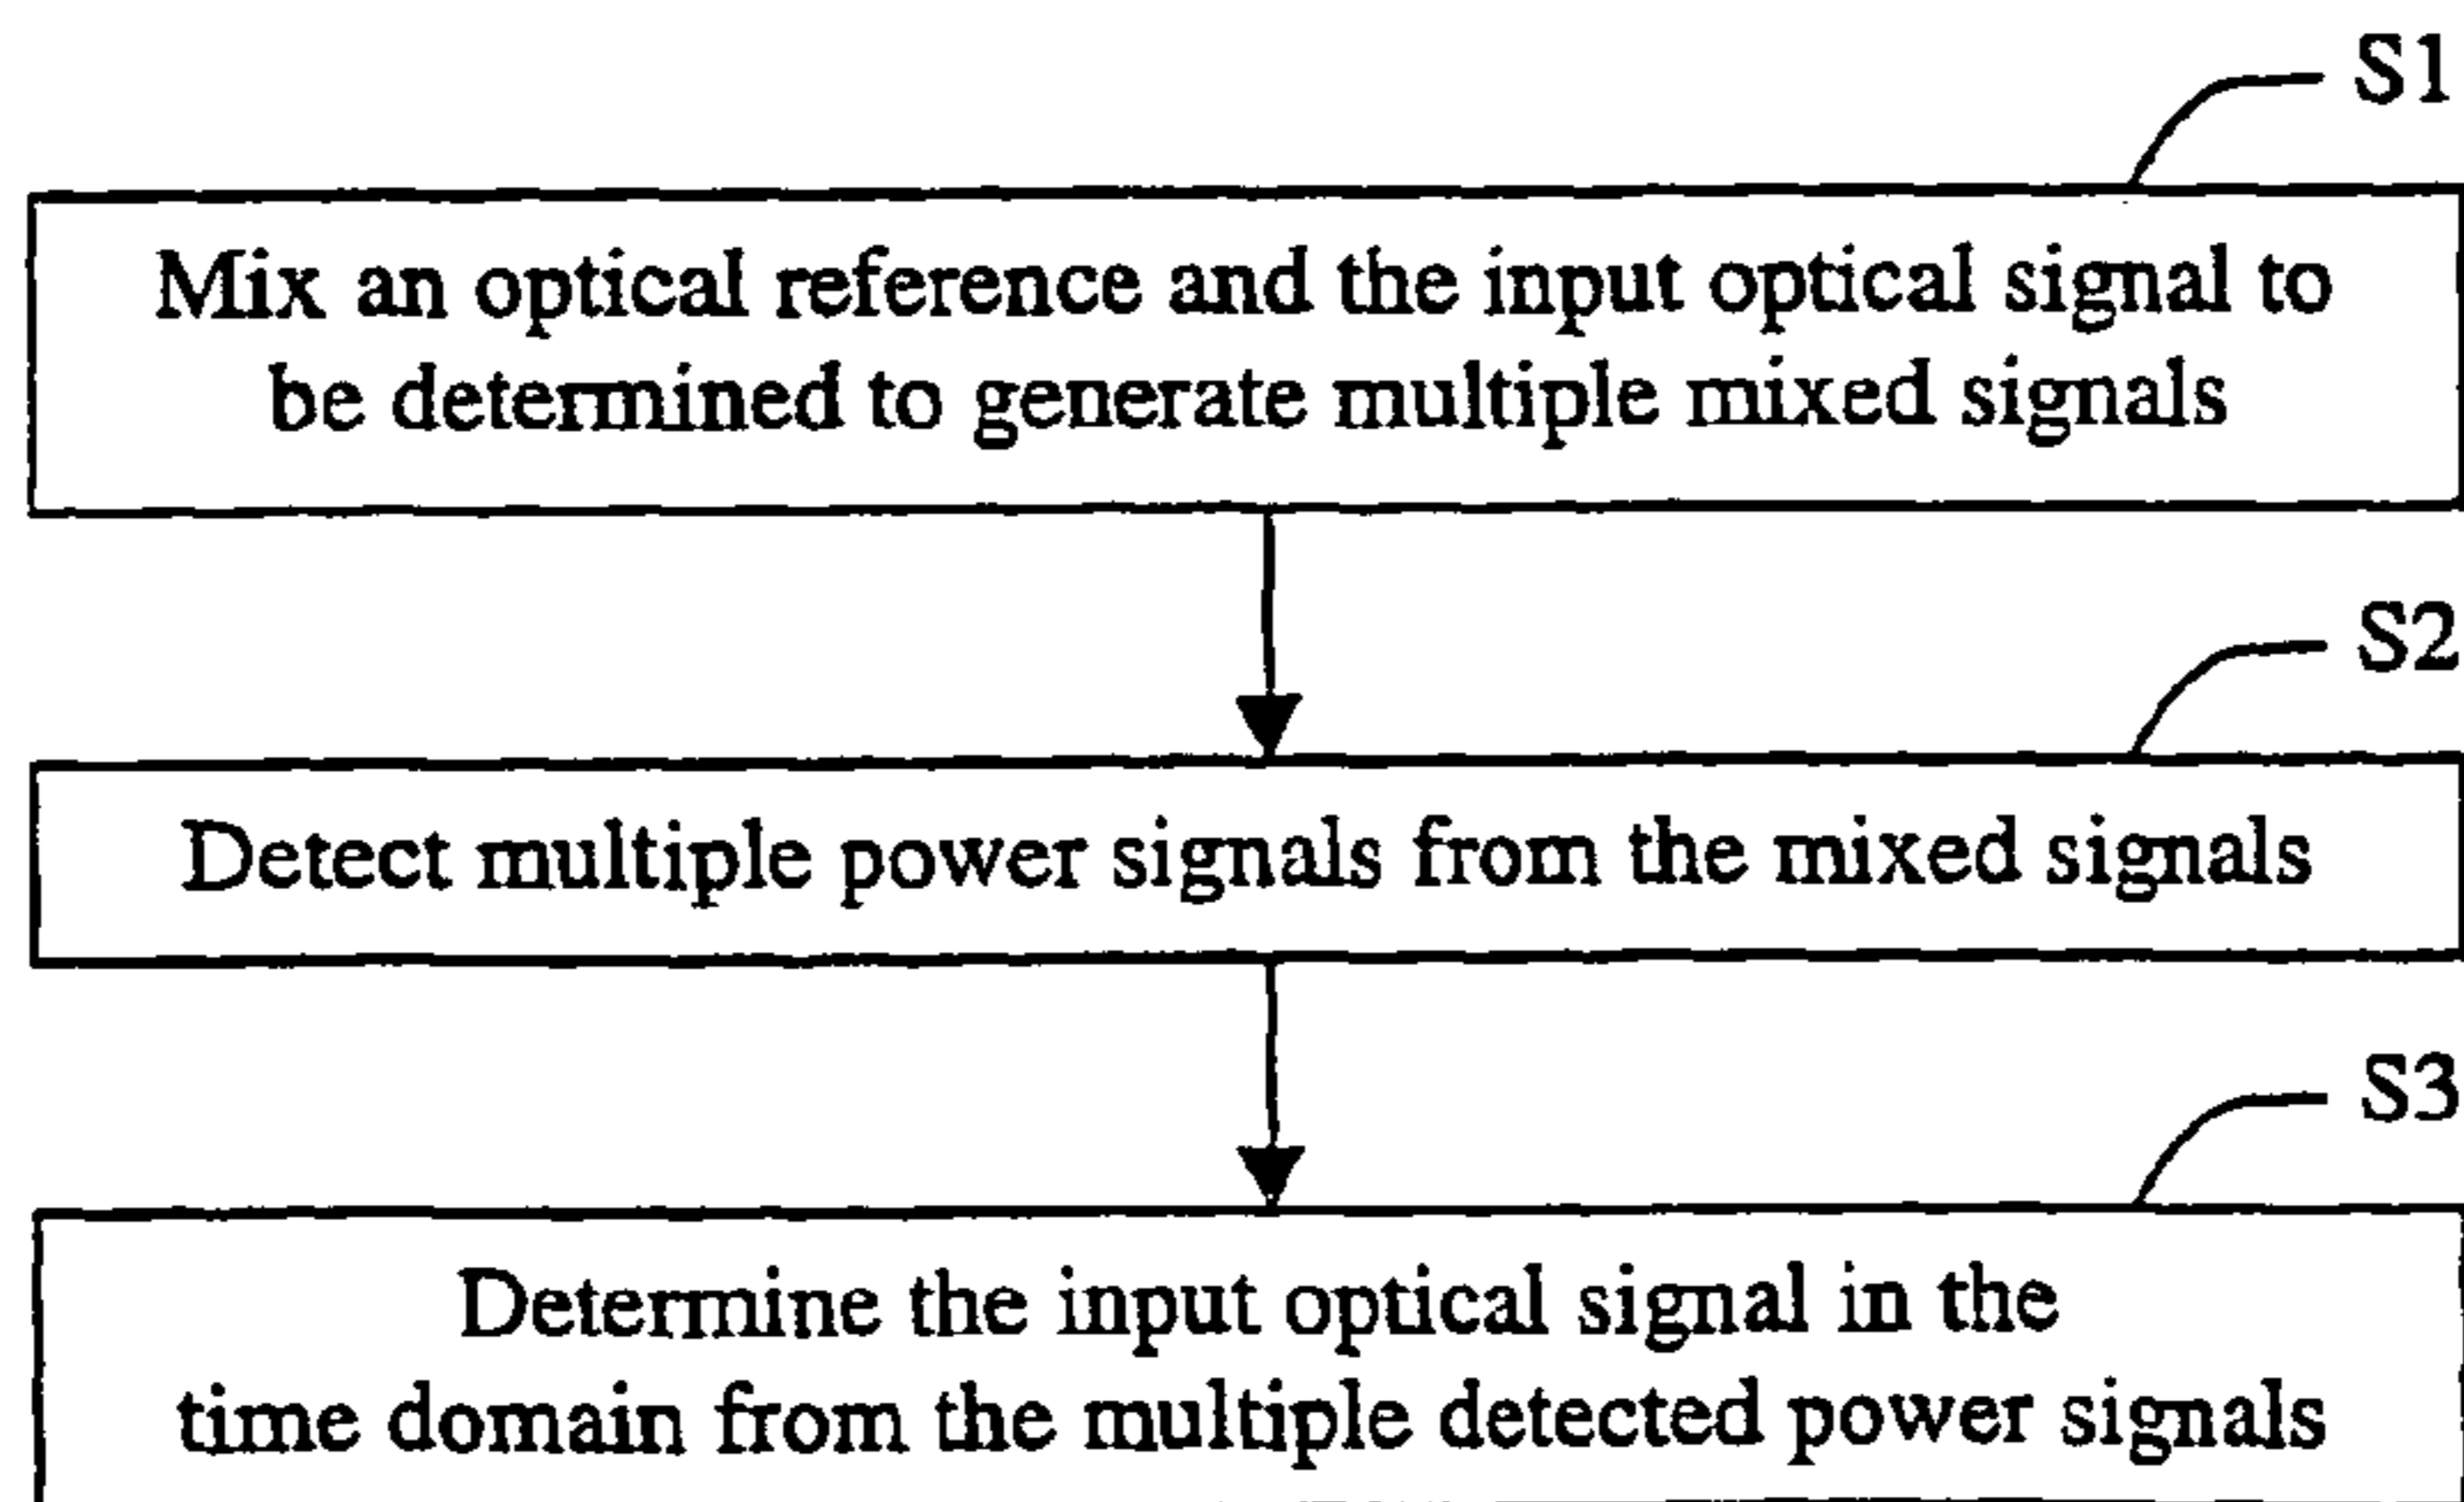 S1
Mix an optical reference and the input optical signal to
be determined to generate multiple mixed signals
S2
Detect multiple power signals from the mixed signals
S3
Determine the input optical signal in the
time domain from the multiple detected power signals